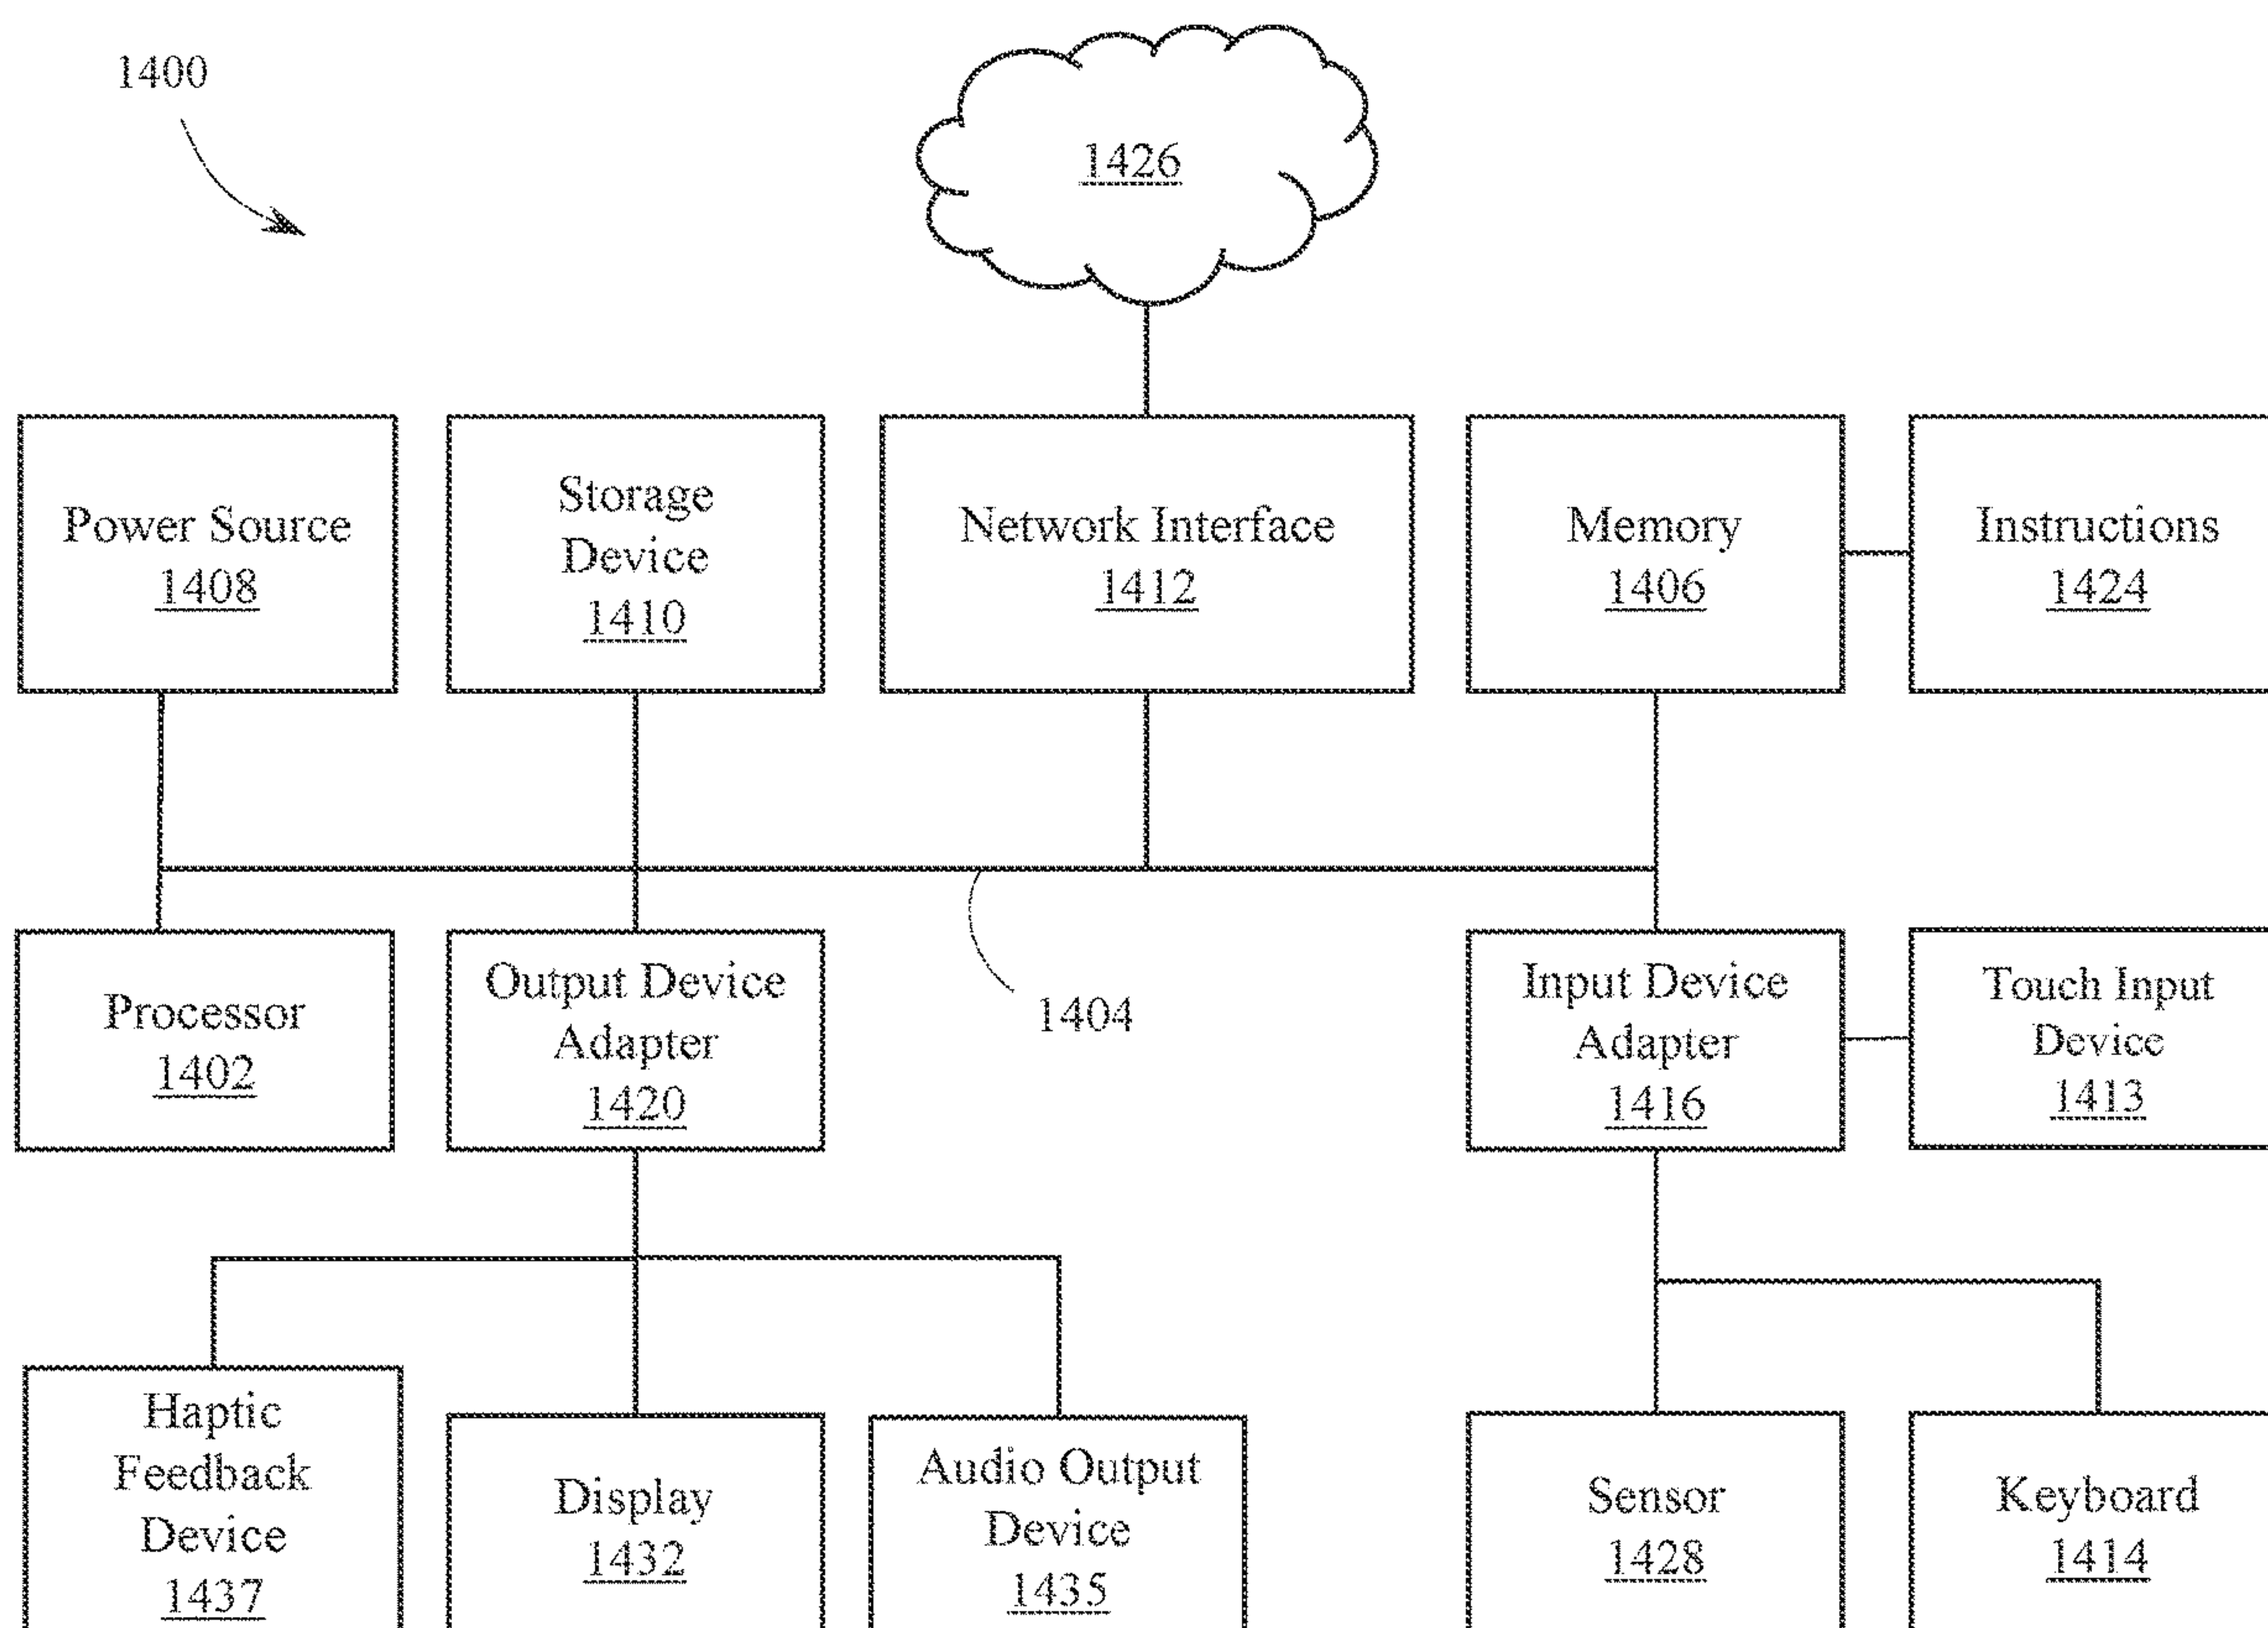 1400
1426
Power Source
1408
Storage
Device
1410
Network Interface
1412
Memory
1406
Instructions
1424
Processor
1402
Output Device
Adapter
1420
1404
Input Device
Adapter
1416
Touch Input
Device
1413
Haptic
Feedback
Device
1437
Display
1432
Audio Output
Device
1435
Sensor
1428
Keyboard
1414